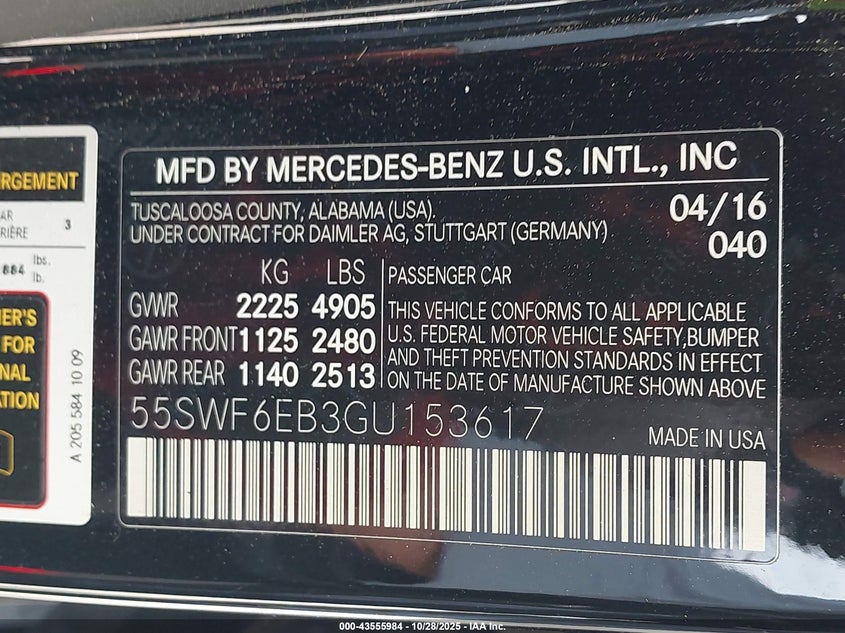 RGEMENT
AR
RIÈRE
3
884
lbs.
lb.
ER'S
FOR
NAL
TION
A 205 584 10 09
MFD BY MERCEDES-BENZ U.S. INTL., INC
TUSCALOOSA COUNTY, ALABAMA (USA).
UNDER CONTRACT FOR DAIMLER AG, STUTTGART (GERMANY)
04/16
040
KG LBS
GVWR 2225 4905
GAWR FRONT 1125 2480
GAWR REAR 1140 2513
PASSENGER CAR
THIS VEHICLE CONFORMS TO ALL APPLICABLE
U.S. FEDERAL MOTOR VEHICLE SAFETY,BUMPER
AND THEFT PREVENTION STANDARDS IN EFFECT
ON THE DATE OF MANUFACTURE SHOWN ABOVE
55SWF6EB3GU153617
MADE IN USA
000-43555984 - 10/28/2025 - IAA Inc.